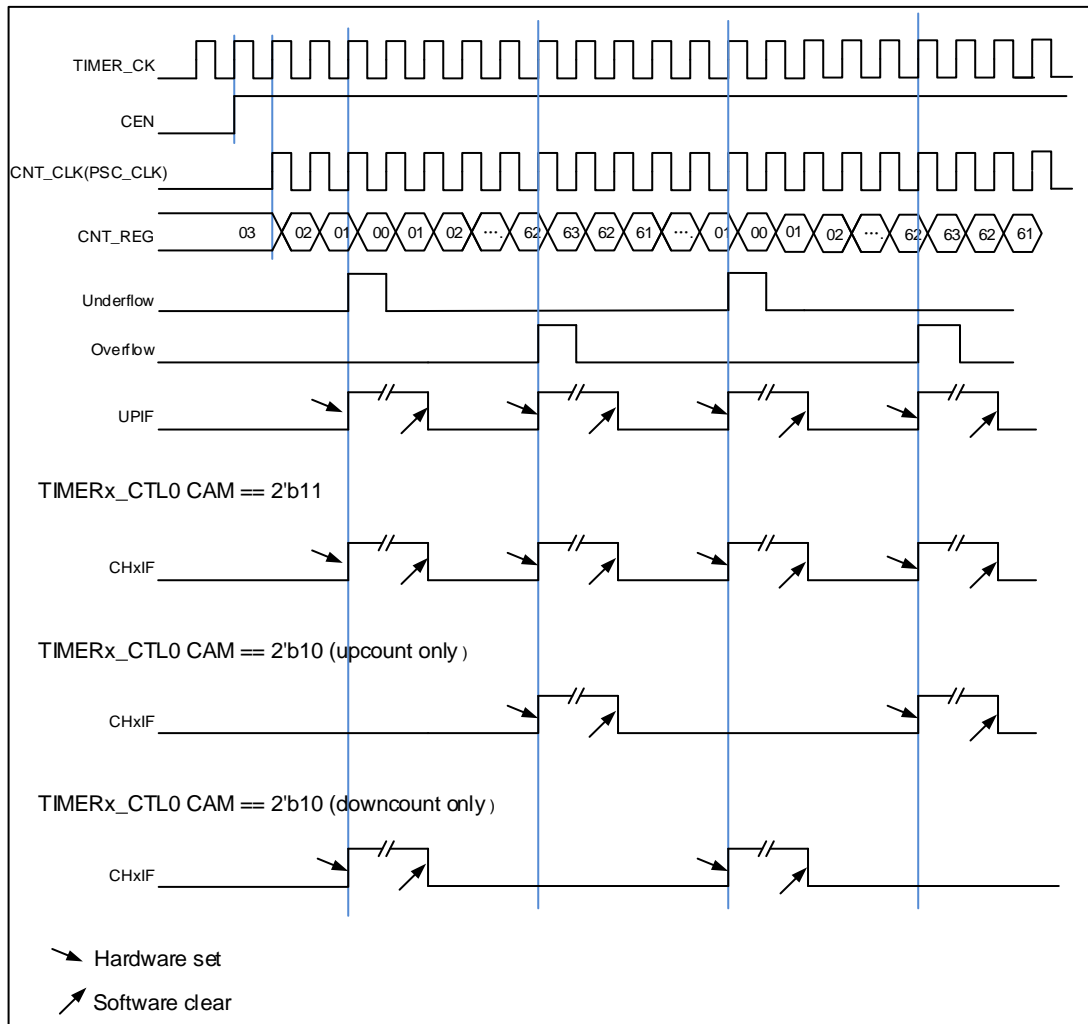 TIMER_CK
CEN
CNT_CLK(PSC_CLK)
CNT_REG 03 02 01 00 01 02 .... 62 63 62 61 .... 01 00 01 02 .... 62 63 62 61
Underflow
Overflow
UPIF
TIMERx_CTL0 CAM == 2'b11
CHxIF
TIMERx_CTL0 CAM == 2'b10 (upcount only）
CHxIF
TIMERx_CTL0 CAM == 2'b10 (downcount only）
CHxIF
Hardware set
Software clear